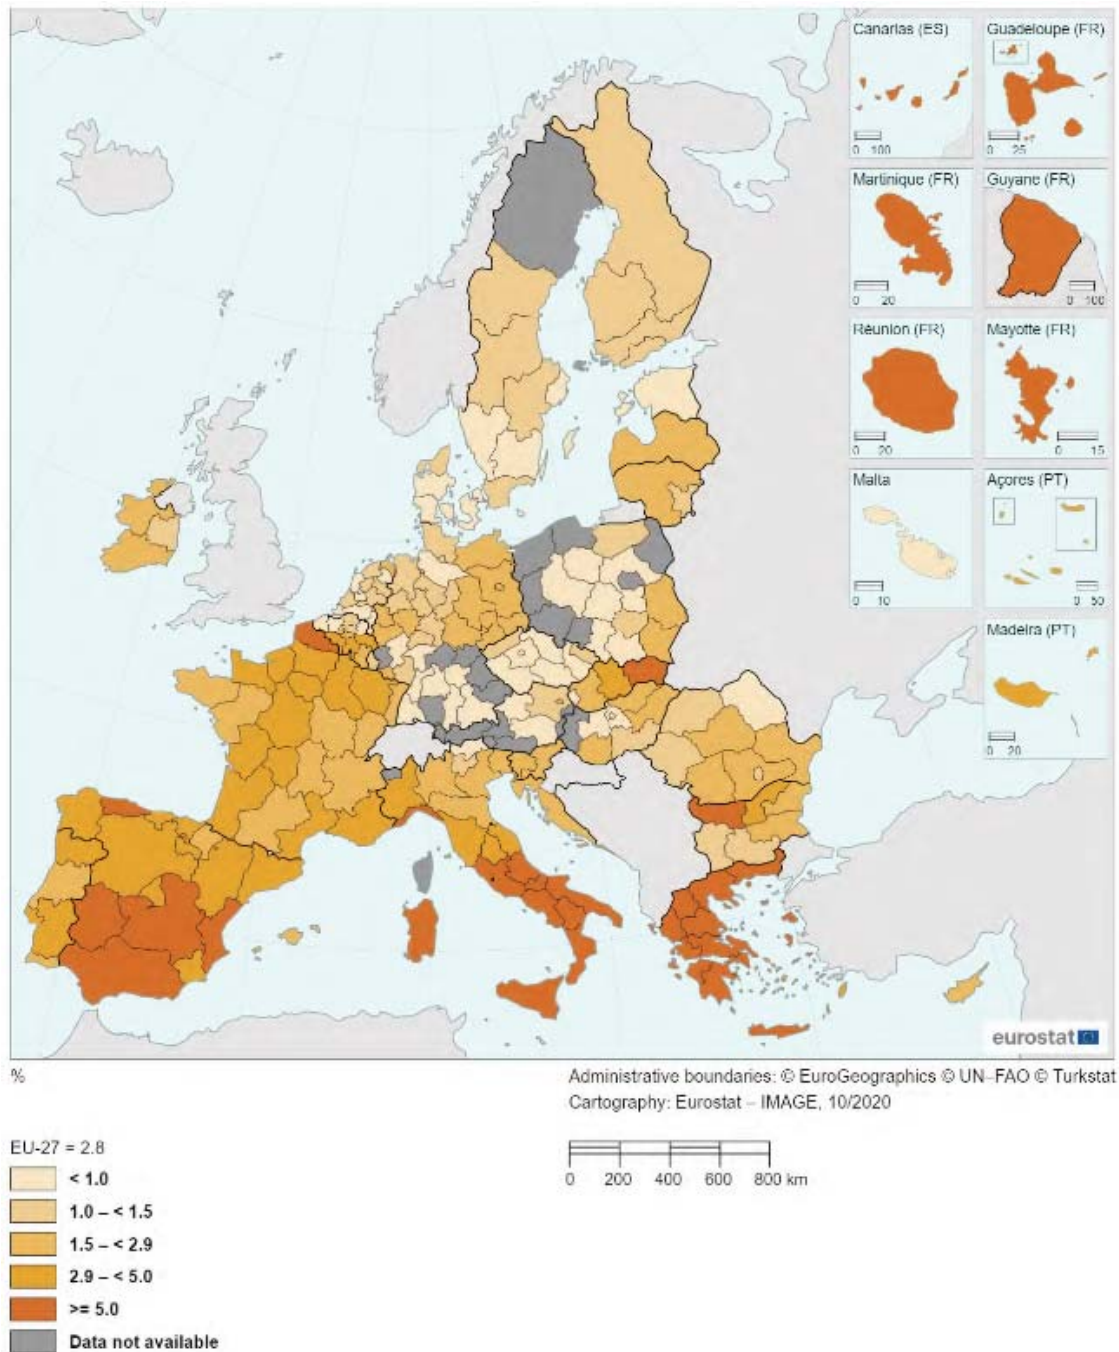 Canarias (ES)
0 100
Guadeloupe (FR)
0 25
Martinique (FR)
0 20
Guyane (FR)
0 100
Réunion (FR)
0 20
Mayotte (FR)
0 15
Malta
0 10
Açores (PT)
0 50
Madeira (PT)
0 20
eurostat
%
Administrative boundaries: © EuroGeographics © UN–FAO © Turkstat
Cartography: Eurostat – IMAGE, 10/2020
EU-27 = 2.8
< 1.0
1.0 – < 1.5
1.5 – < 2.9
2.9 – < 5.0
>= 5.0
Data not available
0 200 400 600 800 km